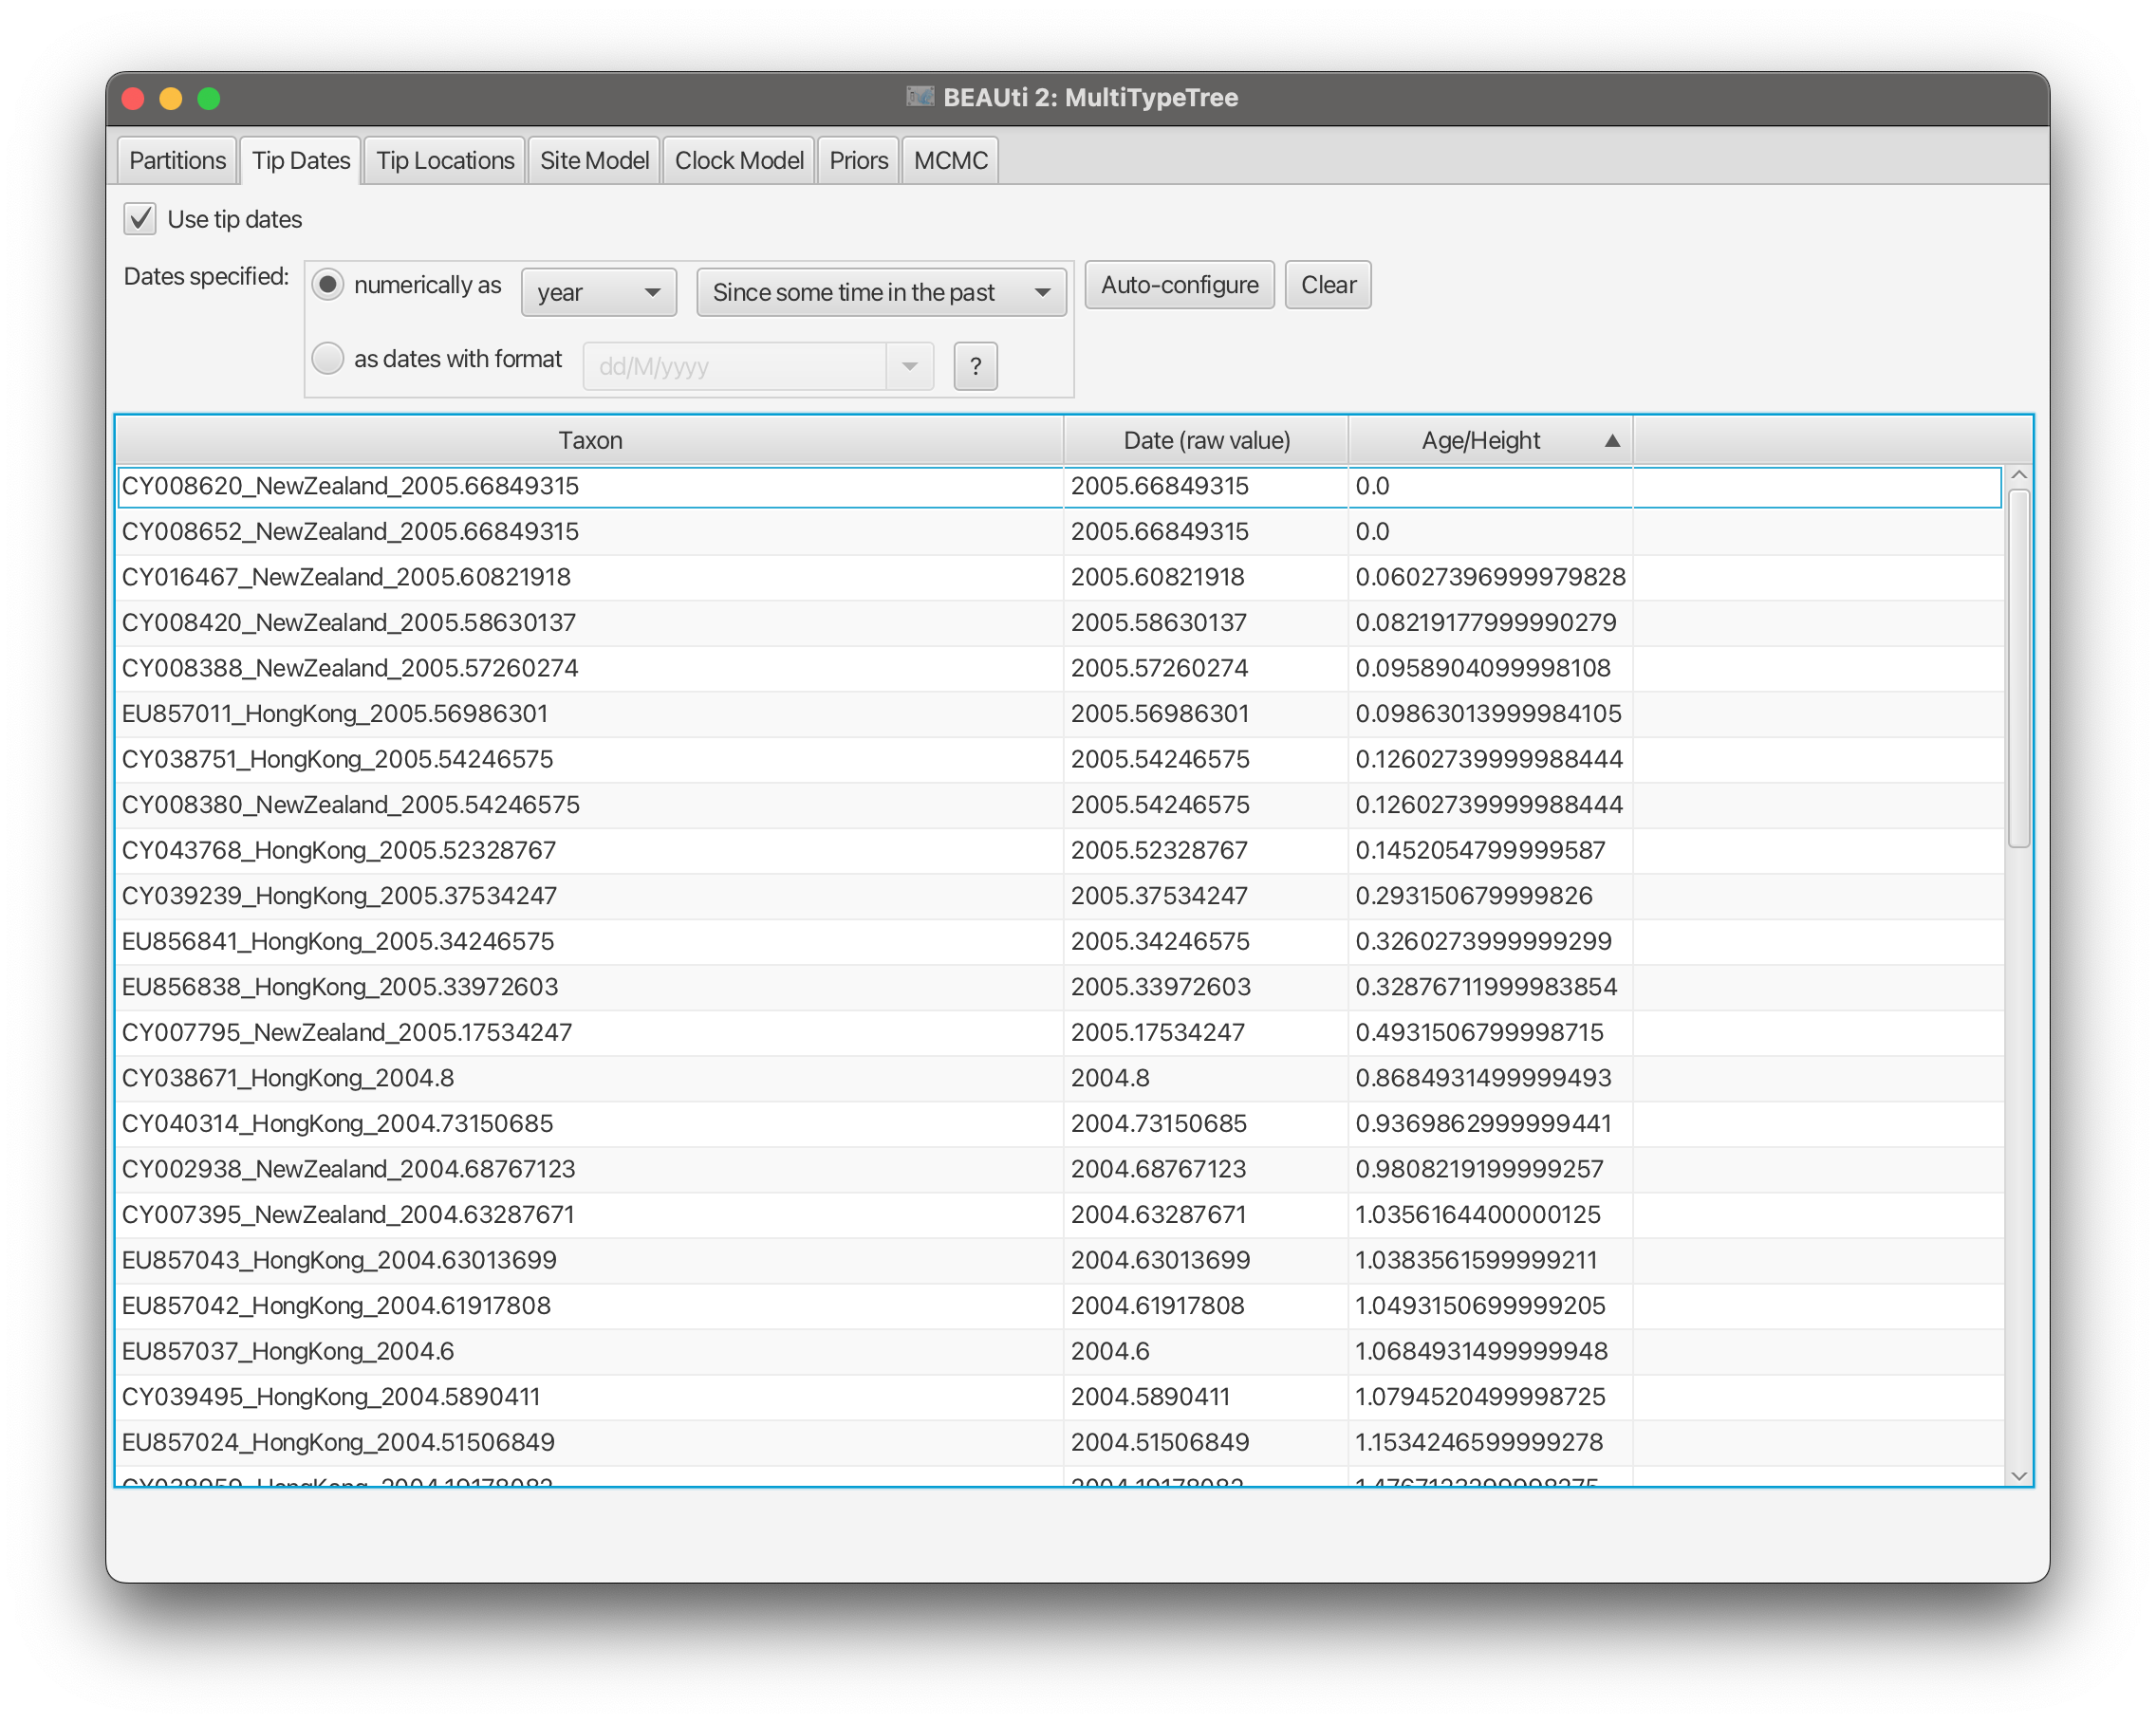 BEAUti 2: MultiTypeTree
Partitions Tip Dates Tip Locations Site Model Clock Model Priors MCMC
Use tip dates
Dates specified: numerically as year Since some time in the past Auto-configure Clear
as dates with format dd/M/yyyy ?
Taxon Date (raw value) Age/Height
CY008620_NewZealand_2005.66849315 2005.66849315 0.0
CY008652_NewZealand_2005.66849315 2005.66849315 0.0
CY016467_NewZealand_2005.60821918 2005.60821918 0.06027396999979828
CY008420_NewZealand_2005.58630137 2005.58630137 0.08219177999990279
CY008388_NewZealand_2005.57260274 2005.57260274 0.0958904099998108
EU857011_HongKong_2005.56986301 2005.56986301 0.09863013999984105
CY038751_HongKong_2005.54246575 2005.54246575 0.12602739999988444
CY008380_NewZealand_2005.54246575 2005.54246575 0.12602739999988444
CY043768_HongKong_2005.52328767 2005.52328767 0.1452054799999587
CY039239_HongKong_2005.37534247 2005.37534247 0.293150679999826
EU856841_HongKong_2005.34246575 2005.34246575 0.3260273999999299
EU856838_HongKong_2005.33972603 2005.33972603 0.32876711999983854
CY007795_NewZealand_2005.17534247 2005.17534247 0.4931506799998715
CY038671_HongKong_2004.8 2004.8 0.8684931499999493
CY040314_HongKong_2004.73150685 2004.73150685 0.9369862999999441
CY002938_NewZealand_2004.68767123 2004.68767123 0.9808219199999257
CY007395_NewZealand_2004.63287671 2004.63287671 1.0356164400000125
EU857043_HongKong_2004.63013699 2004.63013699 1.0383561599999211
EU857042_HongKong_2004.61917808 2004.61917808 1.0493150699999205
EU857037_HongKong_2004.6 2004.6 1.0684931499999948
CY039495_HongKong_2004.5890411 2004.5890411 1.0794520499998725
EU857024_HongKong_2004.51506849 2004.51506849 1.1534246599999278